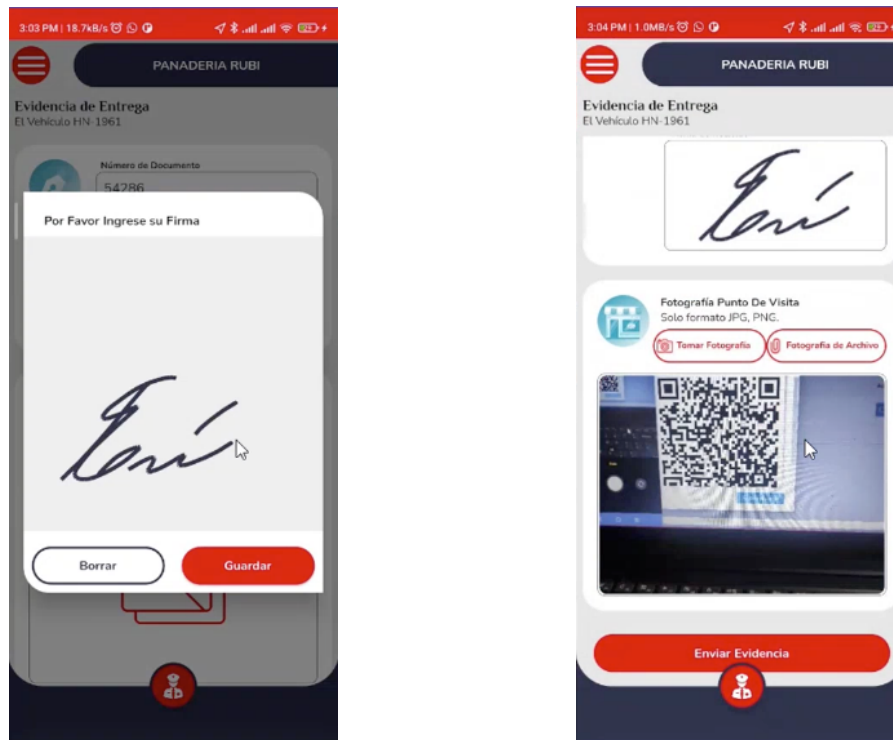 3:03 PM | 18.7kB/s
PANADERIA RUBI
Evidencia de Entrega
El Vehículo HN-1961
Número de Documento
54286
Por Favor Ingrese su Firma
Borrar
Guardar
3:04 PM | 1.0MB/s
PANADERIA RUBI
Evidencia de Entrega
El Vehículo HN-1961
Fotografía Punto De Visita
Solo formato JPG, PNG.
Tomar Fotografía
Fotografía de Archivo
Enviar Evidencia